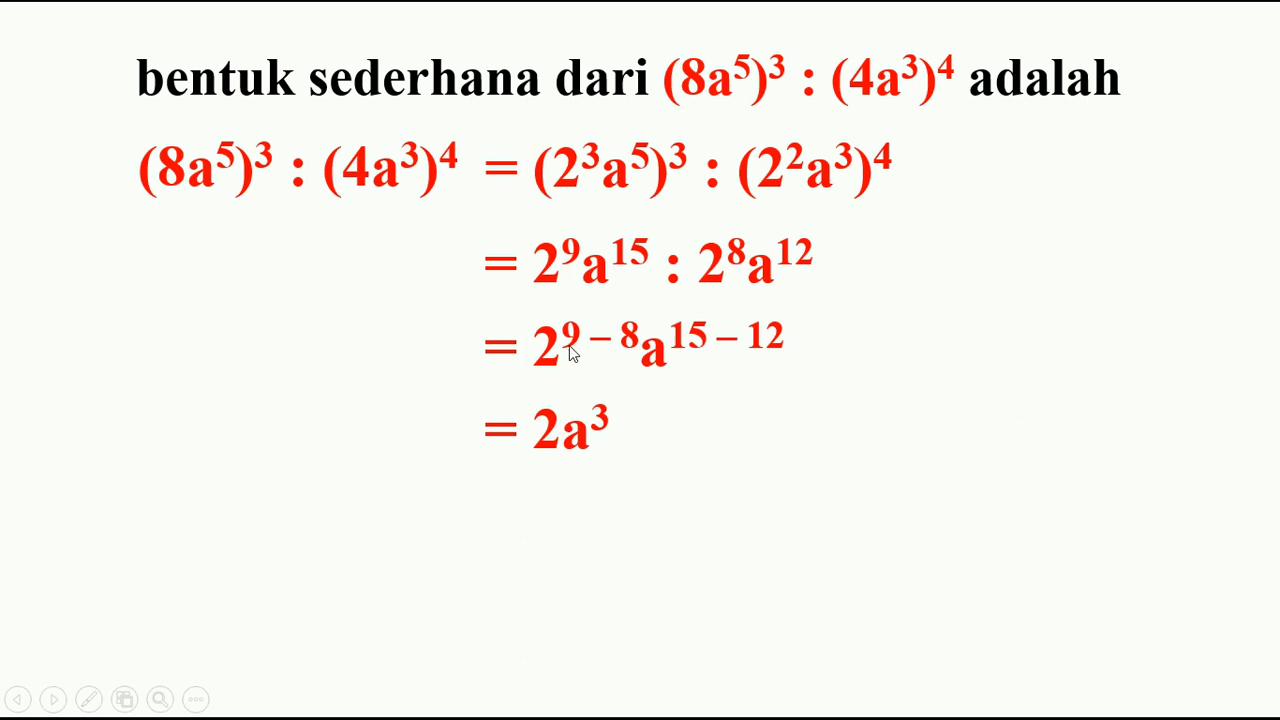 bentuk sederhana dari (8a⁵)³ : (4a³)⁴ adalah
(8a⁵)³ : (4a³)⁴ = (2³a⁵)³ : (2²a³)⁴
= 2⁹a¹⁵ : 2⁸a¹²
= 2⁹ ⁻ ⁸a¹⁵ ⁻ ¹²
= 2a³